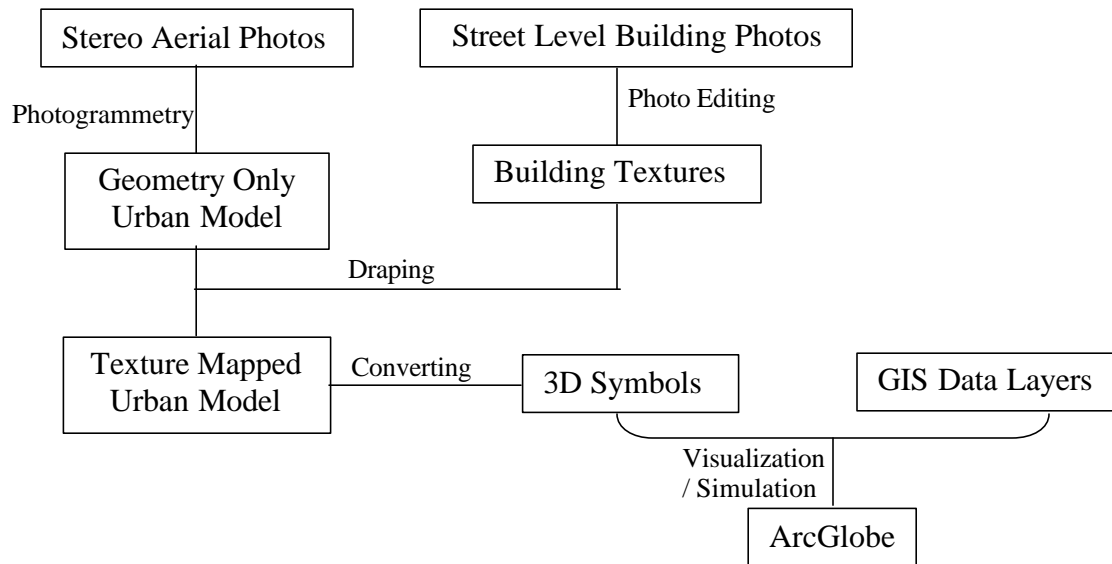 Stereo Aerial Photos
Street Level Building Photos
Photogrammetry
Photo Editing
Geometry Only
Urban Model
Building Textures
Draping
Texture Mapped
Urban Model
Converting
3D Symbols
GIS Data Layers
Visualization
/ Simulation
ArcGlobe